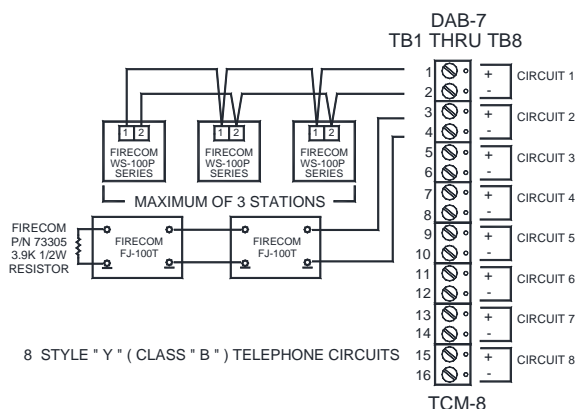 DAB-7
TB1 THRU TB8
1 + CIRCUIT 1
2 -
3 + CIRCUIT 2
4 -
5 + CIRCUIT 3
6 -
7 + CIRCUIT 4
8 -
9 + CIRCUIT 5
10 -
11 + CIRCUIT 6
12 -
13 + CIRCUIT 7
14 -
15 + CIRCUIT 8
16 -
TCM-8
1 2
FIRECOM
WS-100P
SERIES
1 2
FIRECOM
WS-100P
SERIES
1 2
FIRECOM
WS-100P
SERIES
MAXIMUM OF 3 STATIONS
FIRECOM
P/N 73305
3.9K 1/2W
RESISTOR
FIRECOM
FJ-100T
FIRECOM
FJ-100T
8 STYLE " Y " ( CLASS " B " ) TELEPHONE CIRCUITS